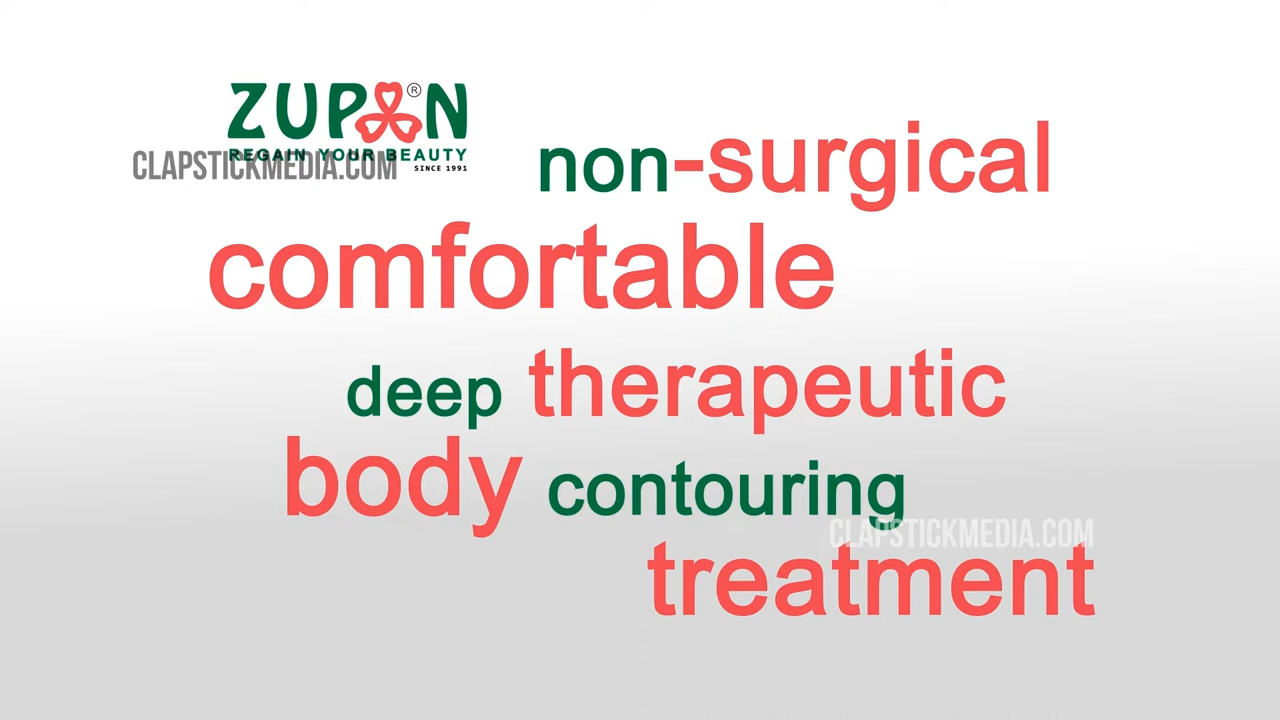 ZUPAN®
REGAIN YOUR BEAUTY
SINCE 1991
CLAPSTICKMEDIA.COM
non-surgical
comfortable
deep therapeutic
body contouring
CLAPSTICKMEDIA.COM
treatment